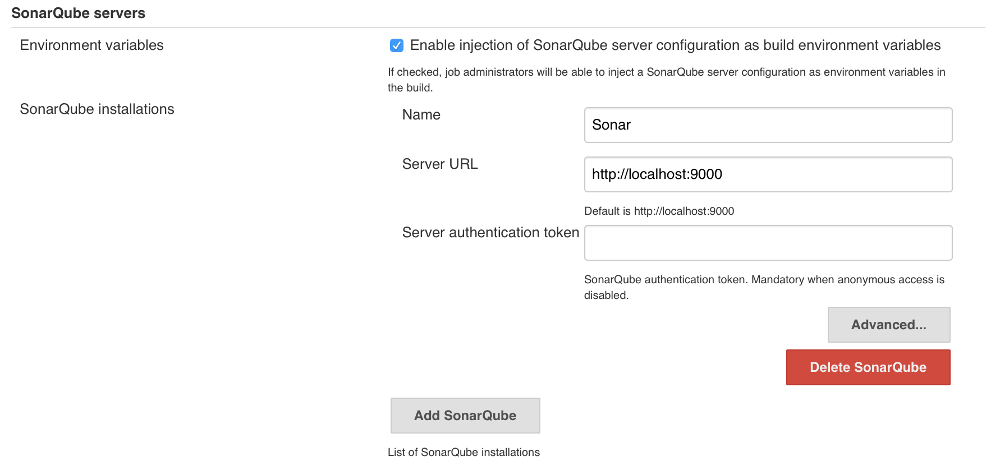 SonarQube servers
Environment variables
Enable injection of SonarQube server configuration as build environment variables
If checked, job administrators will be able to inject a SonarQube server configuration as environment variables in
the build.
SonarQube installations
Name
Sonar
Server URL
http://localhost:9000
Default is http://localhost:9000
Server authentication token
SonarQube authentication token. Mandatory when anonymous access is
disabled.
Advanced...
Delete SonarQube
Add SonarQube
List of SonarQube installations